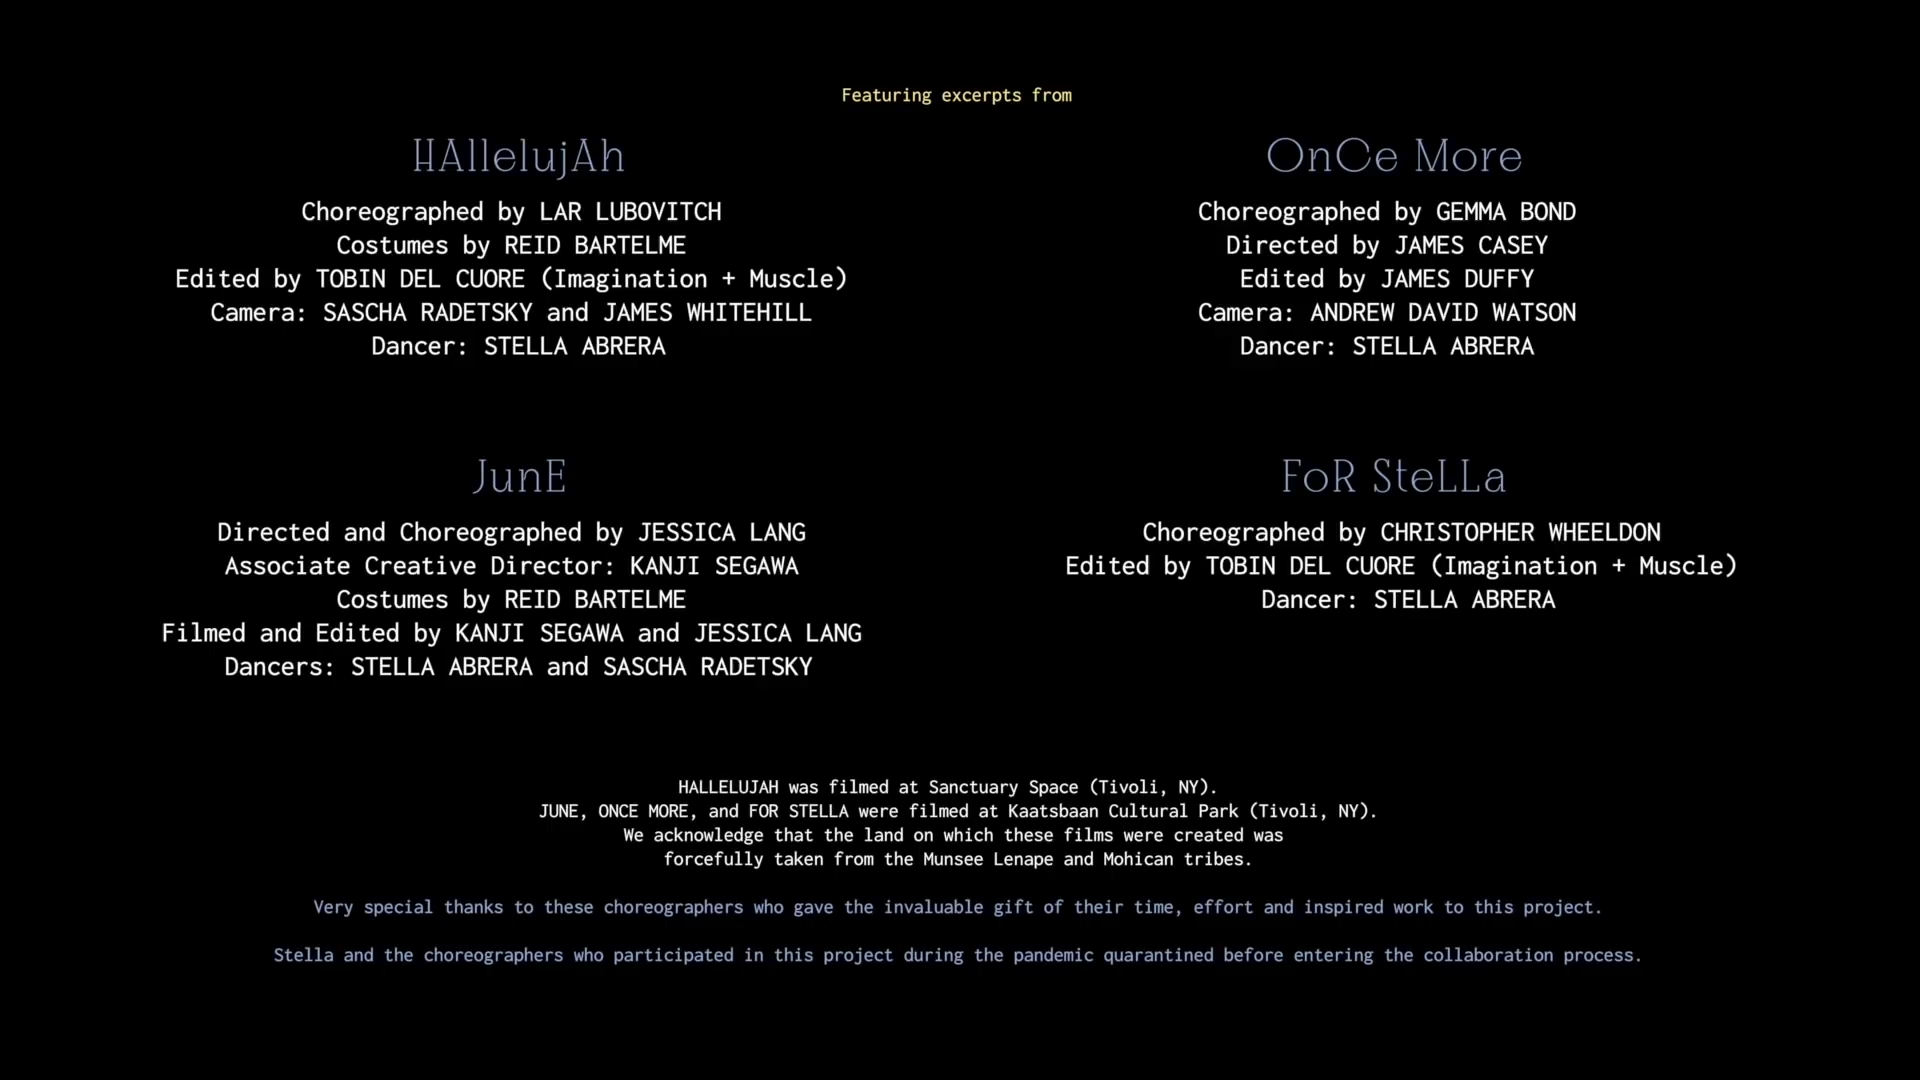 Featuring excerpts from
HAllelujAh
Choreographed by LAR LUBOVITCH
Costumes by REID BARTELME
Edited by TOBIN DEL CUORE (Imagination + Muscle)
Camera: SASCHA RADETSKY and JAMES WHITEHILL
Dancer: STELLA ABRERA
OnCe More
Choreographed by GEMMA BOND
Directed by JAMES CASEY
Edited by JAMES DUFFY
Camera: ANDREW DAVID WATSON
Dancer: STELLA ABRERA
JunE
Directed and Choreographed by JESSICA LANG
Associate Creative Director: KANJI SEGAWA
Costumes by REID BARTELME
Filmed and Edited by KANJI SEGAWA and JESSICA LANG
Dancers: STELLA ABRERA and SASCHA RADETSKY
FoR SteLLa
Choreographed by CHRISTOPHER WHEELDON
Edited by TOBIN DEL CUORE (Imagination + Muscle)
Dancer: STELLA ABRERA
HALLELUJAH was filmed at Sanctuary Space (Tivoli, NY).
JUNE, ONCE MORE, and FOR STELLA were filmed at Kaatsbaan Cultural Park (Tivoli, NY).
We acknowledge that the land on which these films were created was
forcefully taken from the Munsee Lenape and Mohican tribes.
Very special thanks to these choreographers who gave the invaluable gift of their time, effort and inspired work to this project.
Stella and the choreographers who participated in this project during the pandemic quarantined before entering the collaboration process.